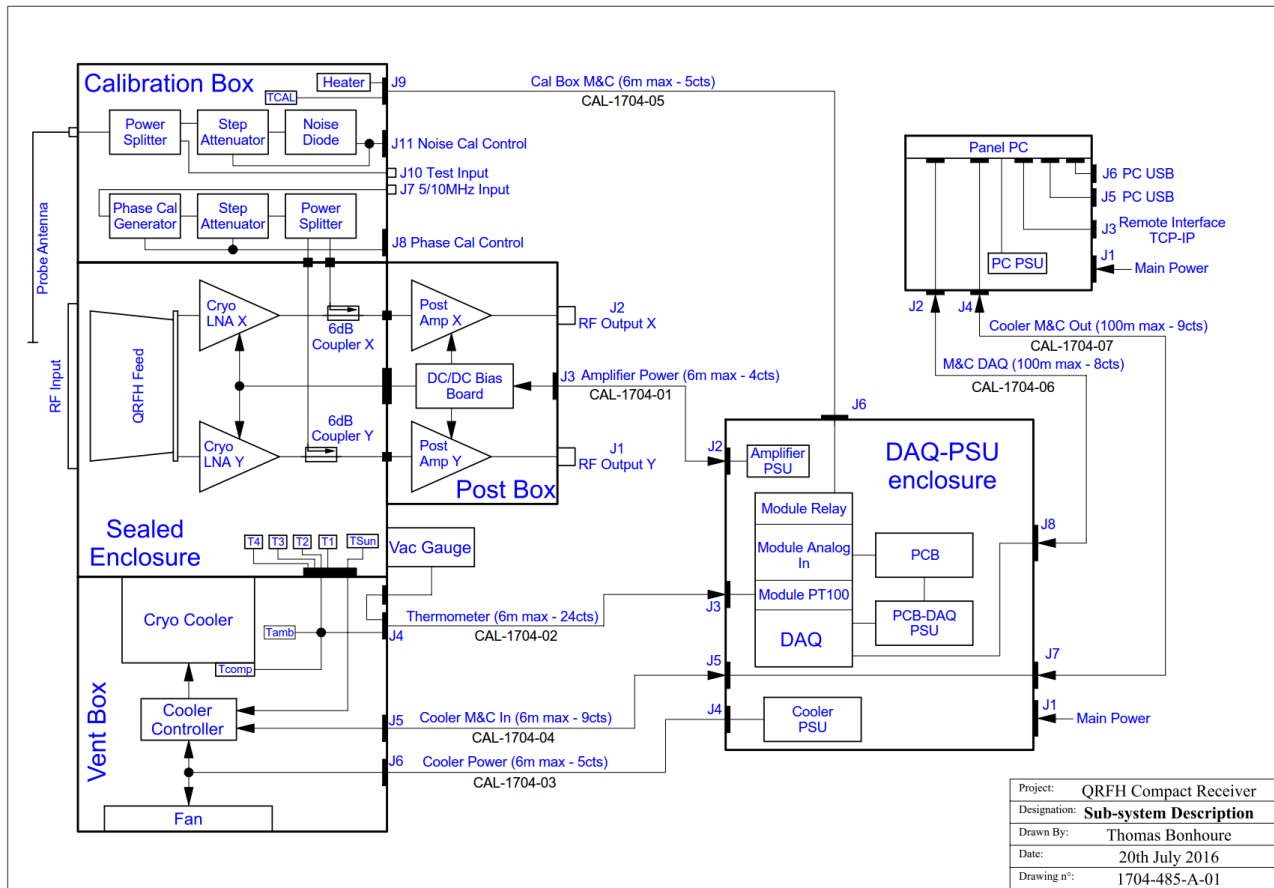 Calibration Box
Heater
J9
TCAL
Cal Box M&C (6m max - 5cts)
CAL-1704-05
Power
Splitter
Step
Attenuator
Noise
Diode
J11 Noise Cal Control
J10 Test Input
J7 5/10MHz Input
Phase Cal
Generator
Step
Attenuator
Power
Splitter
J8 Phase Cal Control
Probe Antenna
Panel PC
J6 PC USB
J5 PC USB
J3
Remote Interface
TCP-IP
PC PSU
J1
Main Power
J2
J4
Cooler M&C Out (100m max - 9cts)
CAL-1704-07
M&C DAQ (100m max - 8cts)
CAL-1704-06
RF Input
QRFH Feed
Cryo
LNA X
6dB
Coupler X
Post
Amp X
J2
RF Output X
DC/DC Bias
Board
J3
Amplifier Power (6m max - 4cts)
CAL-1704-01
Cryo
LNA Y
6dB
Coupler Y
Post
Amp Y
J1
RF Output Y
Post Box
Sealed
Enclosure
T4
T3
T2
T1
TSun
Vac Gauge
J6
J2
Amplifier
PSU
DAQ-PSU
enclosure
Module Relay
Module Analog
In
Module PT100
DAQ
PCB
PCB-DAQ
PSU
J8
J3
J5
J7
J4
Cooler
PSU
J1
Main Power
Cryo Cooler
Tamb
Tcomp
J4
Thermometer (6m max - 24cts)
CAL-1704-02
Vent Box
Cooler
Controller
J5
Cooler M&C In (6m max - 9cts)
CAL-1704-04
J6
Cooler Power (6m max - 5cts)
CAL-1704-03
Fan
Project: QRFH Compact Receiver
Designation: Sub-system Description
Drawn By: Thomas Bonhoure
Date: 20th July 2016
Drawing n°: 1704-485-A-01